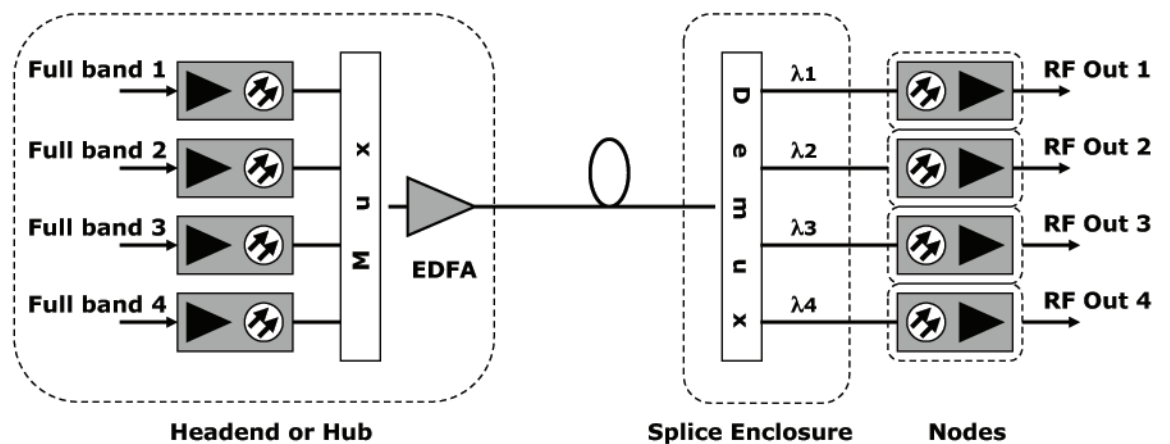 Full band 1
Full band 2
Full band 3
Full band 4
Mux
EDFA
Demux
λ1
λ2
λ3
λ4
RF Out 1
RF Out 2
RF Out 3
RF Out 4
Headend or Hub
Splice Enclosure
Nodes